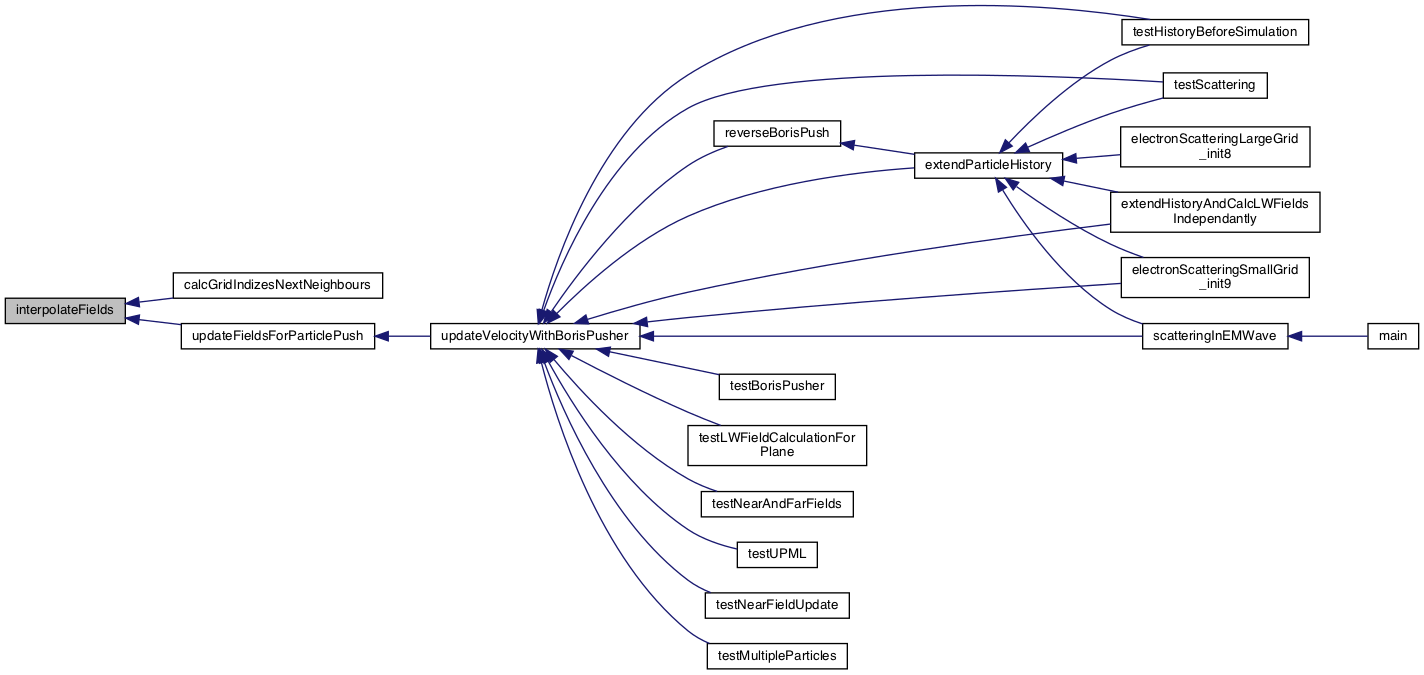 testHistoryBeforeSimulation
testScattering
reverseBorisPush
electronScatteringLargeGrid
_init8
extendParticleHistory
extendHistoryAndCalcLWFields
Independantly
electronScatteringSmallGrid
_init9
calcGridIndizesNextNeighbours
interpolateFields
updateFieldsForParticlePush
updateVelocityWithBorisPusher
scatteringInEMWave
main
testBorisPusher
testLWFieldCalculationFor
Plane
testNearAndFarFields
testUPML
testNearFieldUpdate
testMultipleParticles